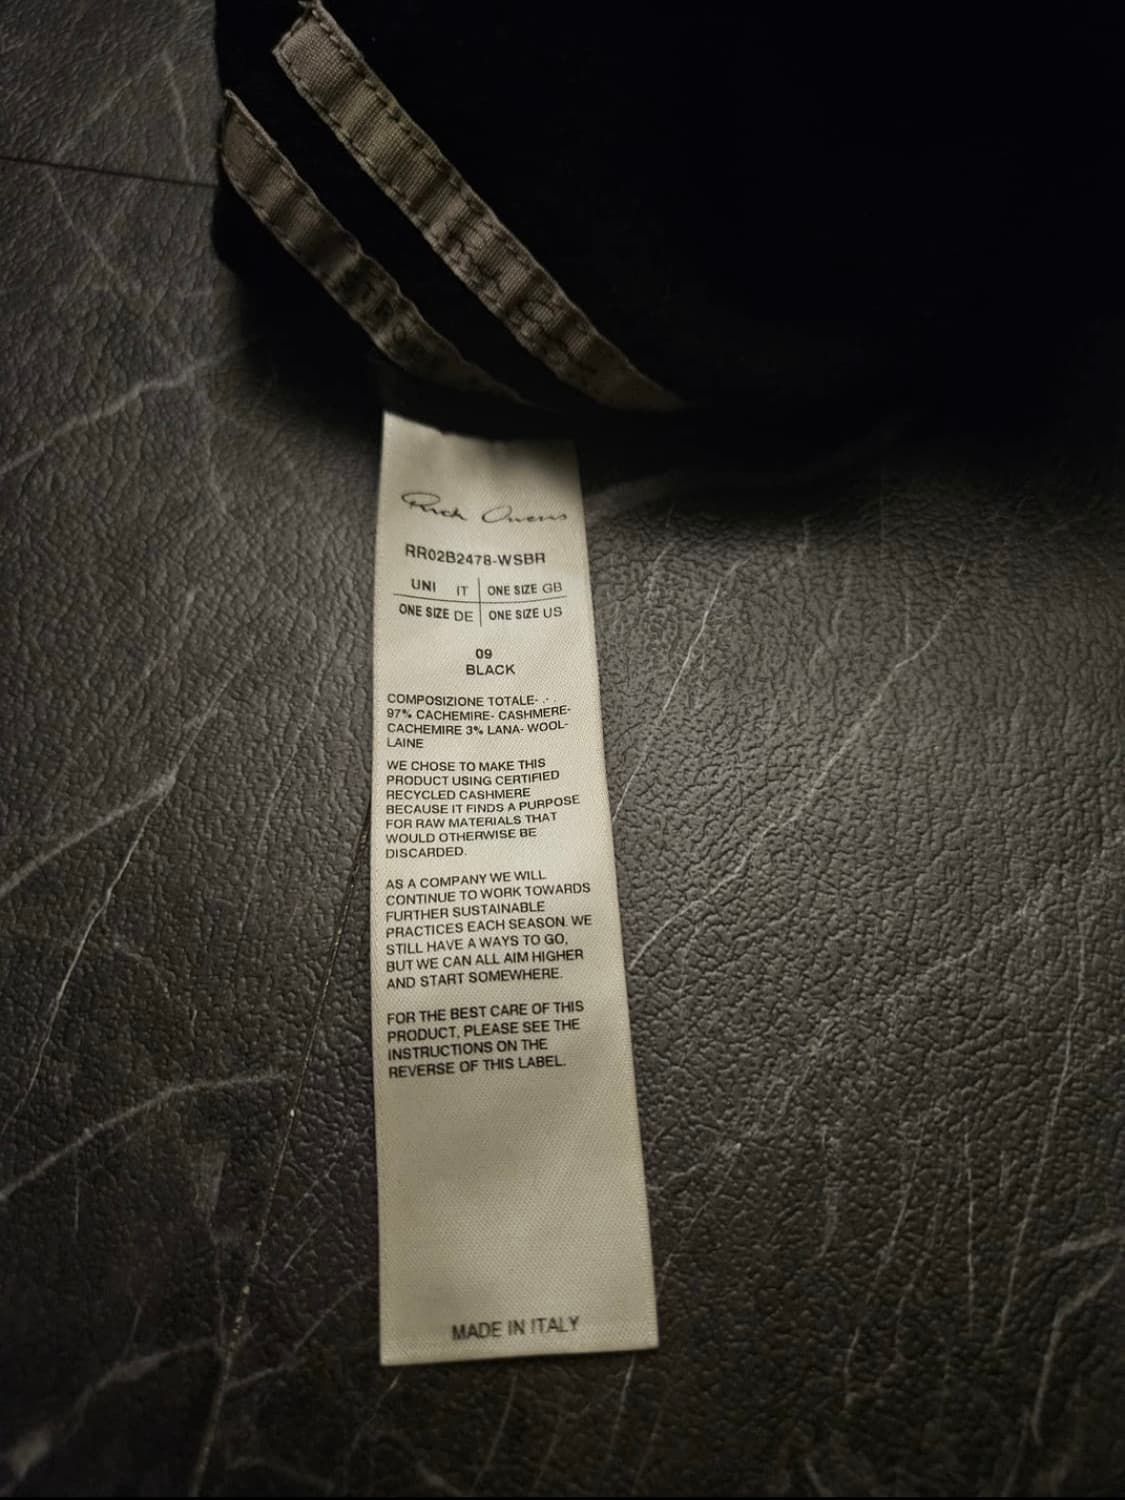 Rick Owens
RR02B2478-WSBR
UNI IT ONE SIZE GB
ONE SIZE DE ONE SIZE US
09
BLACK
COMPOSIZIONE TOTALE- .- .
97% CACHEMIRE- CASHMERE-
CACHEMIRE 3% LANA- WOOL-
LAINE
WE CHOSE TO MAKE THIS
PRODUCT USING CERTIFIED
RECYCLED CASHMERE
BECAUSE IT FINDS A PURPOSE
FOR RAW MATERIALS THAT
WOULD OTHERWISE BE
DISCARDED.
AS A COMPANY WE WILL
CONTINUE TO WORK TOWARDS
FURTHER SUSTAINABLE
PRACTICES EACH SEASON. WE
STILL HAVE A WAYS TO GO,
BUT WE CAN ALL AIM HIGHER
AND START SOMEWHERE.
FOR THE BEST CARE OF THIS
PRODUCT, PLEASE SEE THE
INSTRUCTIONS ON THE
REVERSE OF THIS LABEL.
MADE IN ITALY